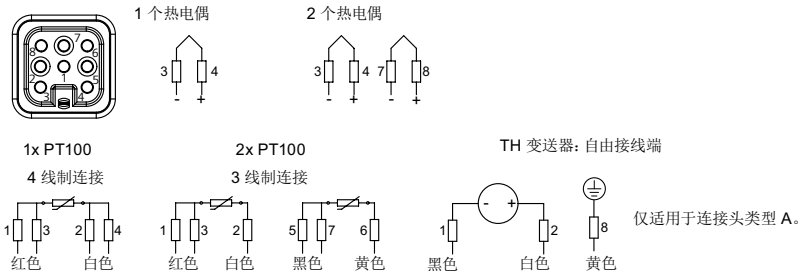 1 个热电偶
2 个热电偶
7
8
6
2
1
5
3
4
3
4
3
4
7
8
-
+
-
+
-
+
1x PT100
2x PT100
TH 变送器: 自由接线端
4 线制连接
3 线制连接
-
+
1
3
2
4
1
3
2
5
7
6
1
2
8
仅适用于连接头类型 A。
红色
白色
红色
白色
黑色
黄色
黑色
白色
黄色